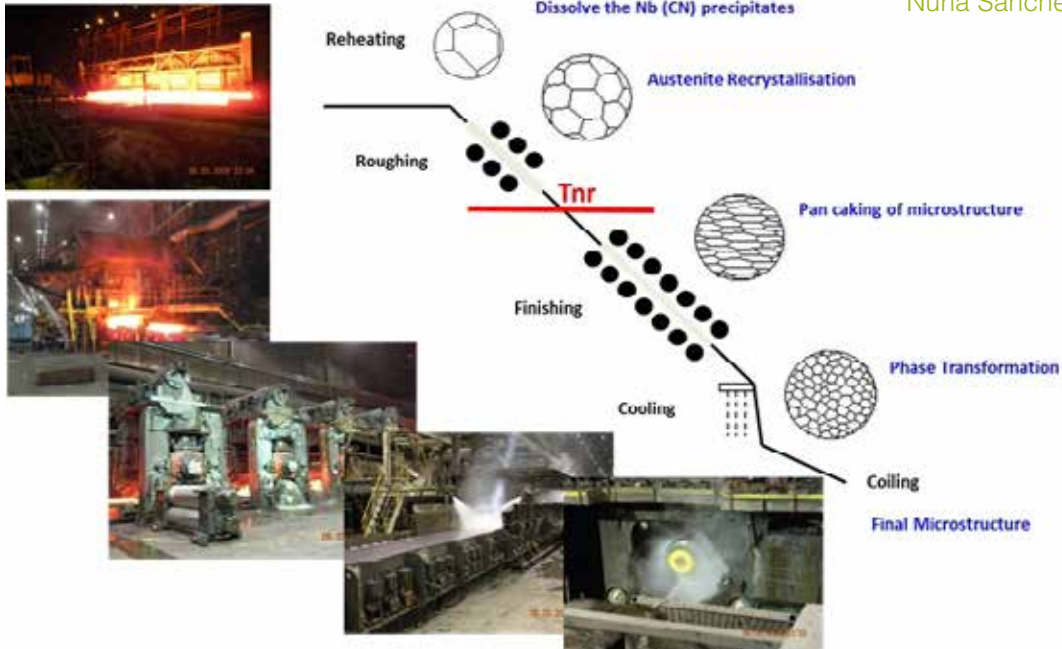 Nuria
Dissolve the Nb (CN) precipitates
Reheating
Austenite Recrystallisation
Roughing
Tnr
Pan caking of microstructure
Finishing
Phase Transformation
Cooling
Coiling
Final Microstructure